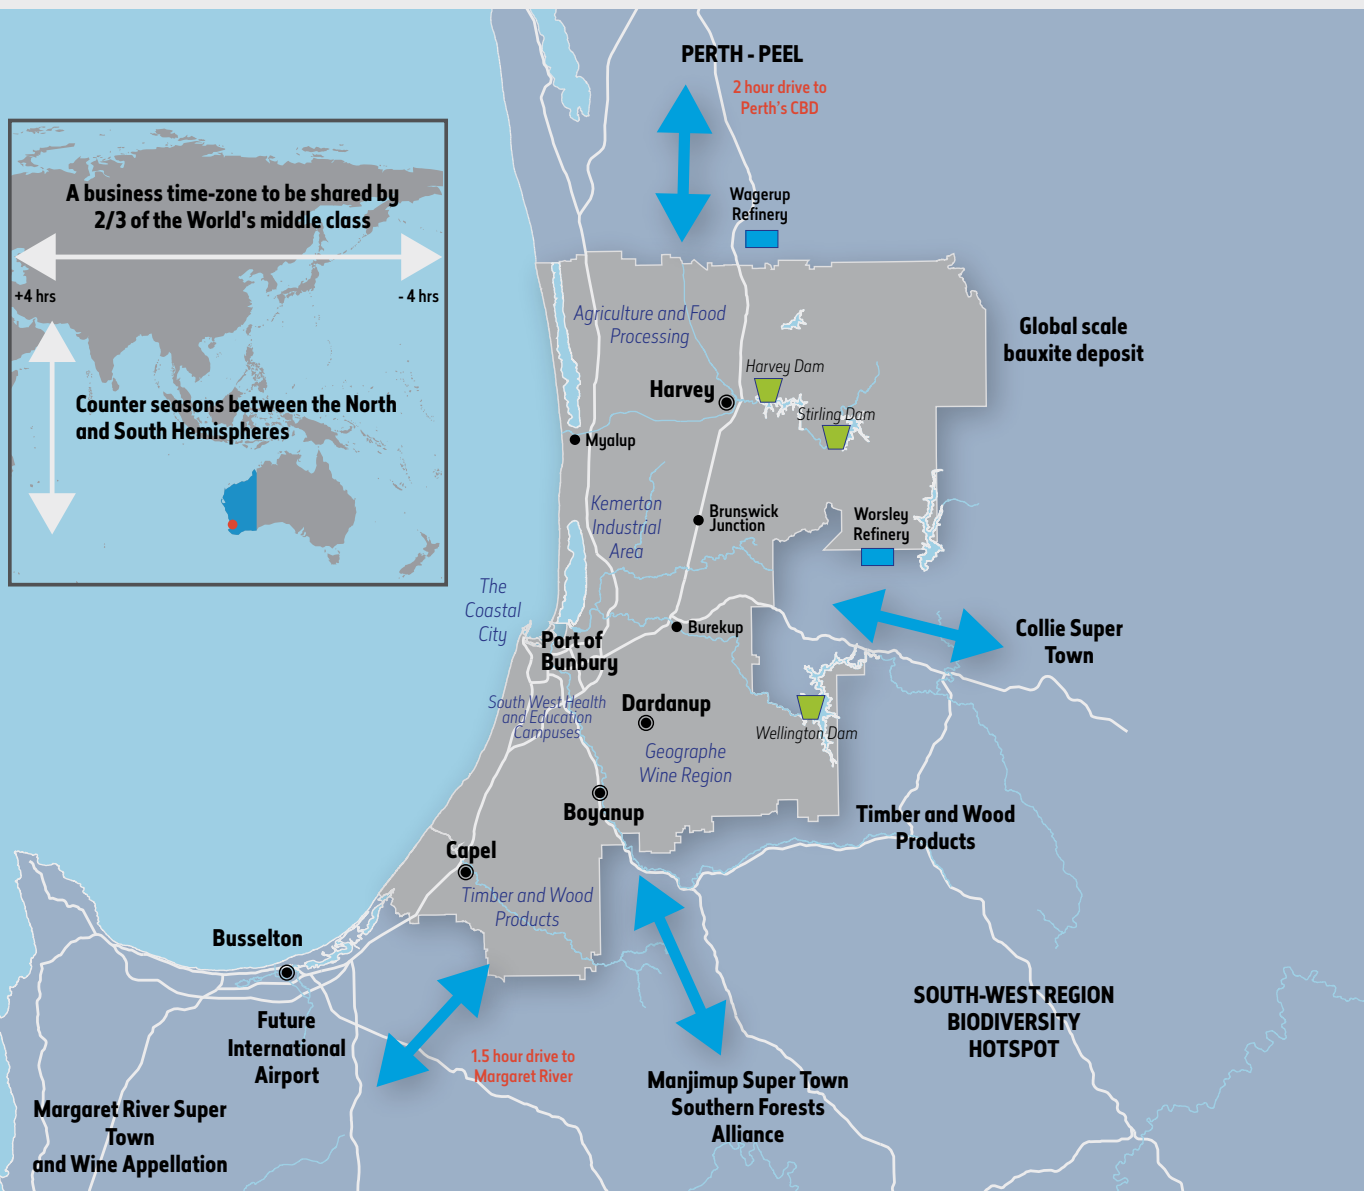 PERTH - PEEL
2 hour drive to
Perth's CBD
A business time-zone to be shared by
2/3 of the World's middle class
+4 hrs
- 4 hrs
Counter seasons between the North
and South Hemispheres
Wagerup
Refinery
Agriculture and Food
Processing
Global scale
bauxite deposit
Harvey Dam
Harvey
Stirling Dam
Myalup
Kemerton
Industrial
Area
Brunswick
Junction
Worsley
Refinery
The
Coastal
City
Port of
Bunbury
Burekup
Collie Super
Town
South West Health
and Education
Campuses
Dardanup
Wellington Dam
Geographe
Wine Region
Boyanup
Timber and Wood
Products
Capel
Timber and Wood
Products
Busselton
Future
International
Airport
1.5 hour drive to
Margaret River
SOUTH-WEST REGION
BIODIVERSITY
HOTSPOT
Manjimup Super Town
Southern Forests
Alliance
Margaret River Super
Town
and Wine Appellation